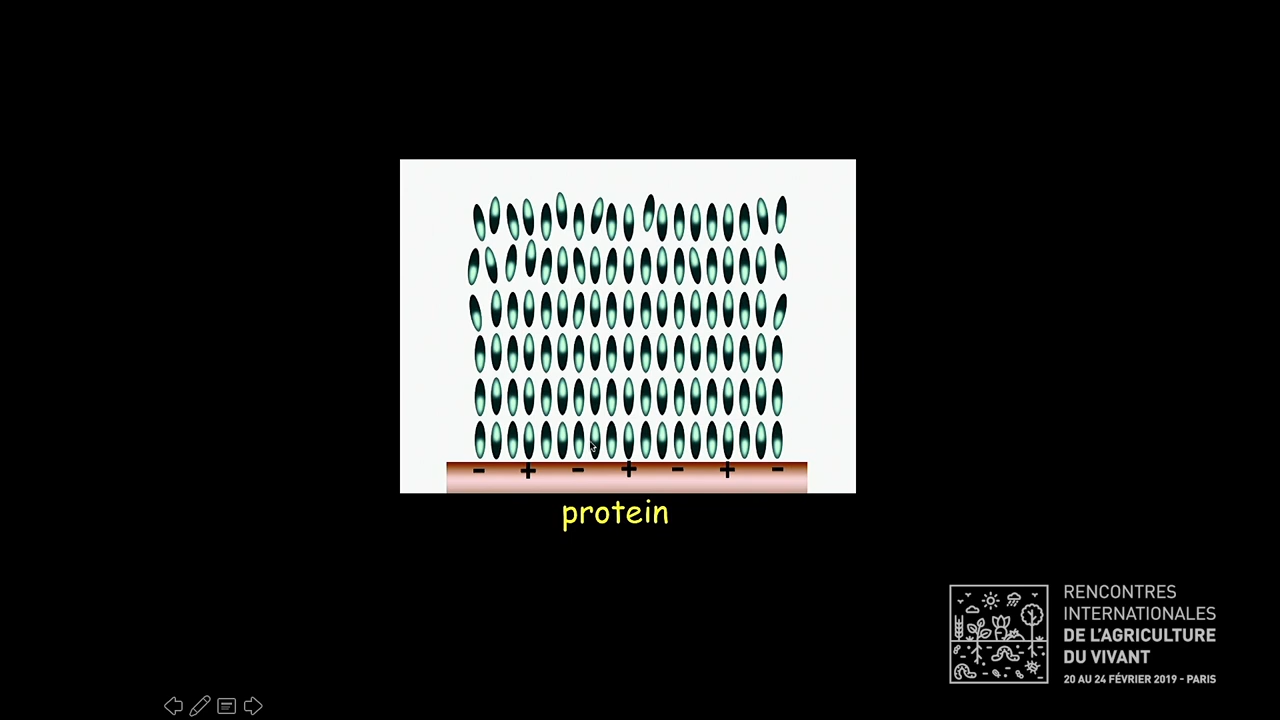 - + - + - + -
protein
RENCONTRES
INTERNATIONALES
DE L'AGRICULTURE
DU VIVANT
20 AU 24 FÉVRIER 2019 - PARIS